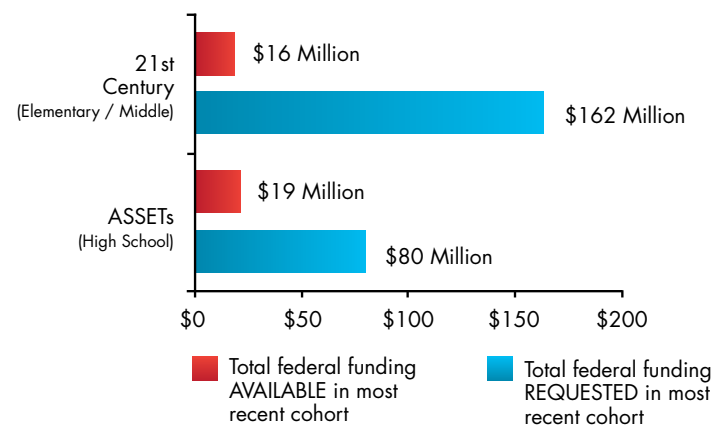 21st
Century
(Elementary / Middle)
$16 Million
$162 Million
ASSETs
(High School)
$19 Million
$80 Million
$0 $50 $100 $150 $200
Total federal funding
AVAILABLE in most
recent cohort
Total federal funding
REQUESTED in most
recent cohort